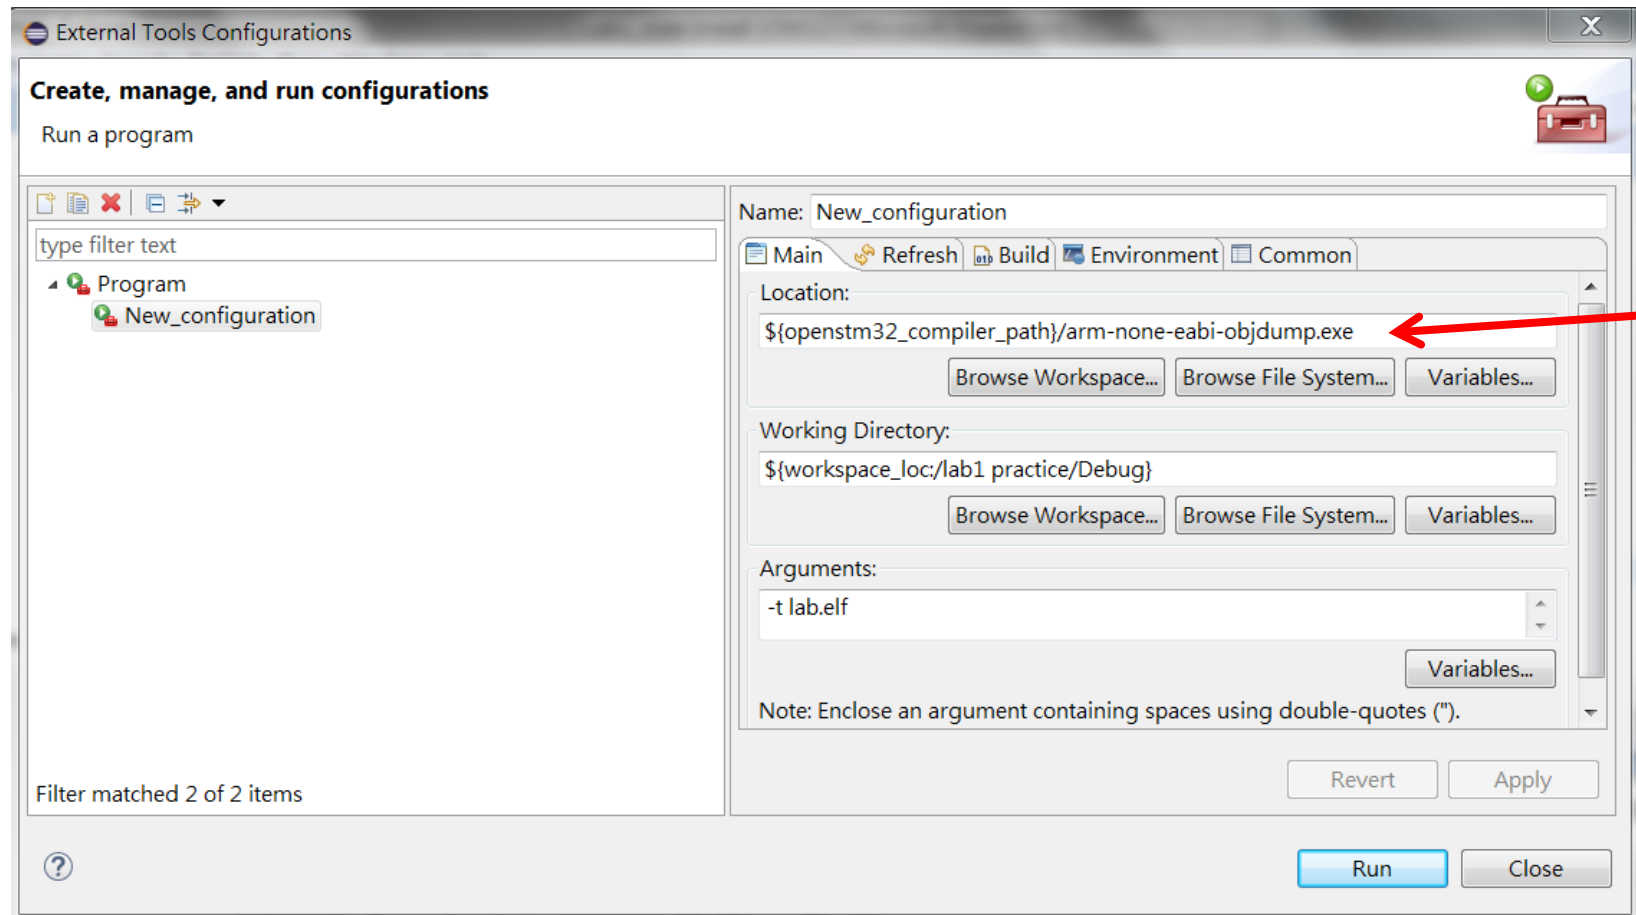 External Tools Configurations
X
Create, manage, and run configurations
Run a program
type filter text
Program
New_configuration
Filter matched 2 of 2 items
Name: New_configuration
Main Refresh 010 Build Environment Common
Location:
${openstm32_compiler_path}/arm-none-eabi-objdump.exe
Browse Workspace... Browse File System... Variables...
Working Directory:
${workspace_loc:/lab1 practice/Debug}
Browse Workspace... Browse File System... Variables...
Arguments:
-t lab.elf
Variables...
Note: Enclose an argument containing spaces using double-quotes (").
Revert Apply
? Run Close